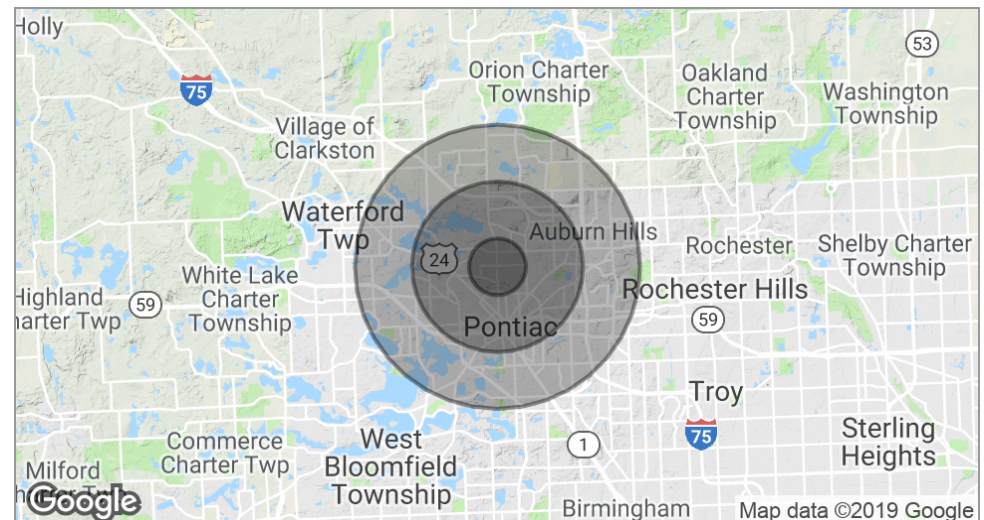 Holly
53
Orion Charter
Township
Oakland
Charter
Township
75
Washington
Township
Village of
Clarkston
Waterford
Twp
Auburn Hills
24
Rochester
Shelby Charter
Township
White Lake
Charter
Township
Highland
harter Twp
59
Rochester Hills
59
Pontiac
Troy
75
West
Bloomfield
Township
1
Sterling
Heights
Commerce
Charter Twp
Milford
Google
Birmingham
Map data ©2019 Google